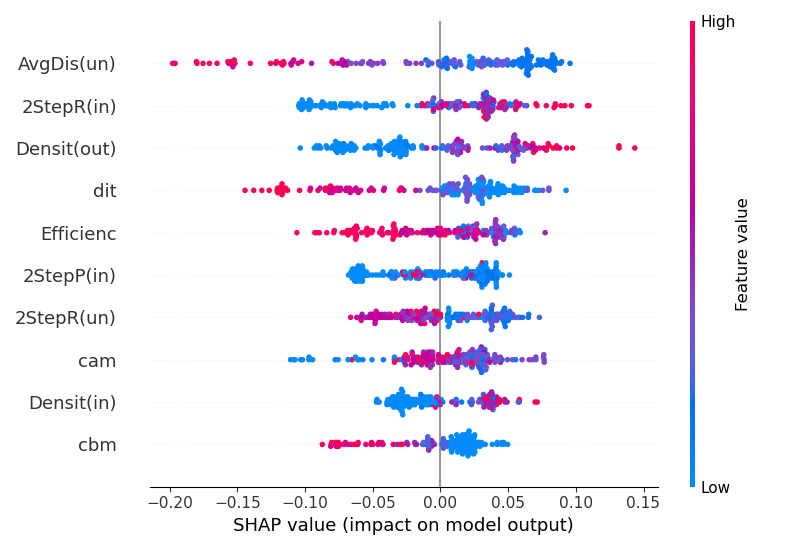 High
AvgDis(un)
2StepR(in)
Densit(out)
dit
Efficienc
2StepP(in)
2StepR(un)
cam
Densit(in)
cbm
Feature value
Low
−0.20 −0.15 −0.10 −0.05 0.00 0.05 0.10 0.15
SHAP value (impact on model output)